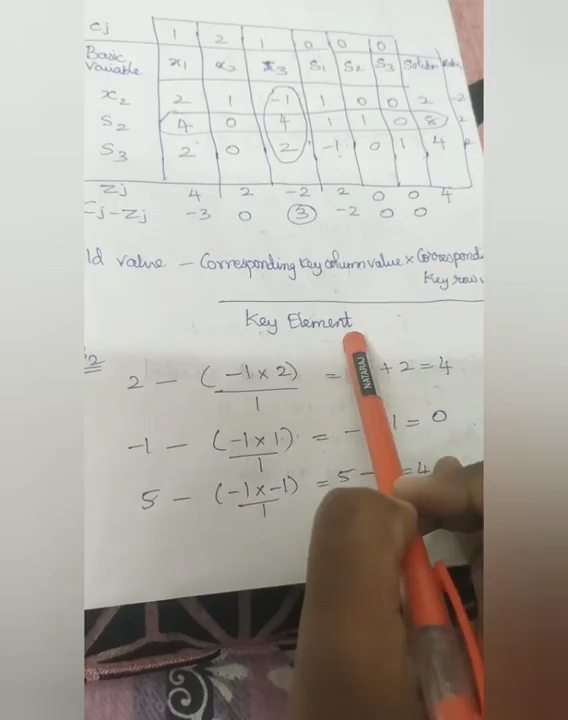 Cj 1 2 1 0 0 0
Basic
Variable x₁ x₂ x₃ S₁ S₂ S₃ Solution
x₂ 2 1 -1 1 0 0 2 -2
S₂ 4 0 4 1 1 0 8 2
S₃ 2 0 2 -1 0 1 4 2
Zj 4 2 -2 2 0 0 4
Cj-Zj -3 0 3 -2 0 0
ld value - Corresponding key column value × Correspondi
Key row
Key Element
2 - (-1 × 2) / 1 = + 2 = 4
-1 - (-1 × 1) / 1 = - 1 = 0
5 - (-1 × -1) / 1 = 5 - = 4
NATARAJ